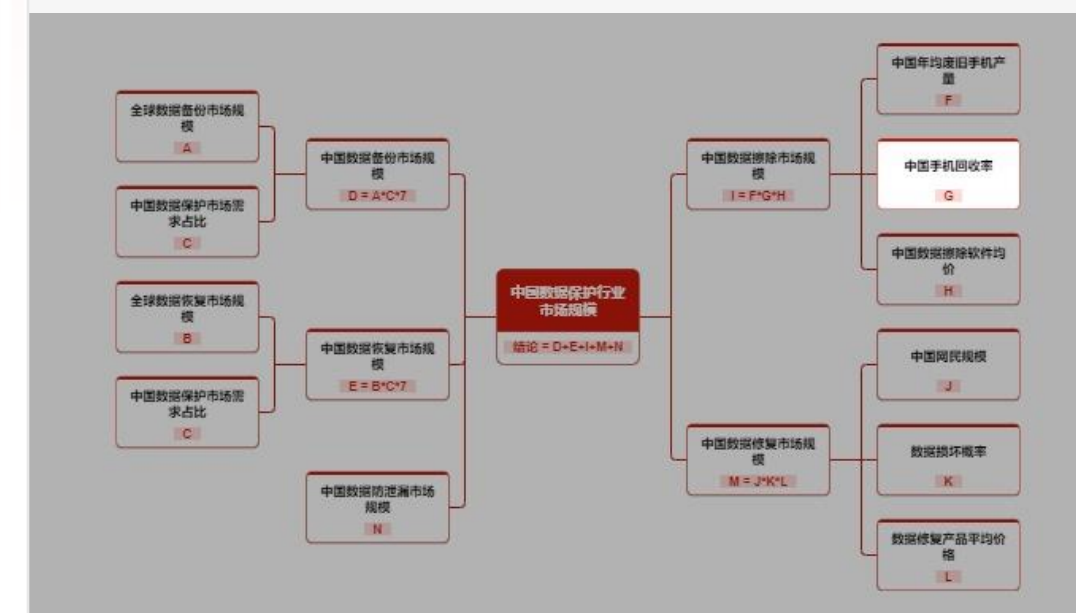 全球数据备份市场规
模
A
中国数据保护市场需
求占比
C
全球数据恢复市场规
模
B
中国数据保护市场需
求占比
C
中国数据备份市场规
模
D = A*C*7
中国数据恢复市场规
模
E = B*C*7
中国数据防泄漏市场
规模
N
中国数据保护行业
市场规模
结论 = D+E+I+M+N
中国数据擦除市场规
模
I = F*G*H
中国数据修复市场规
模
M = J*K*L
中国年均废旧手机产
量
F
中国手机回收率
G
中国数据擦除软件均
价
H
中国网民规模
J
数据损坏概率
K
数据修复产品平均价
格
L